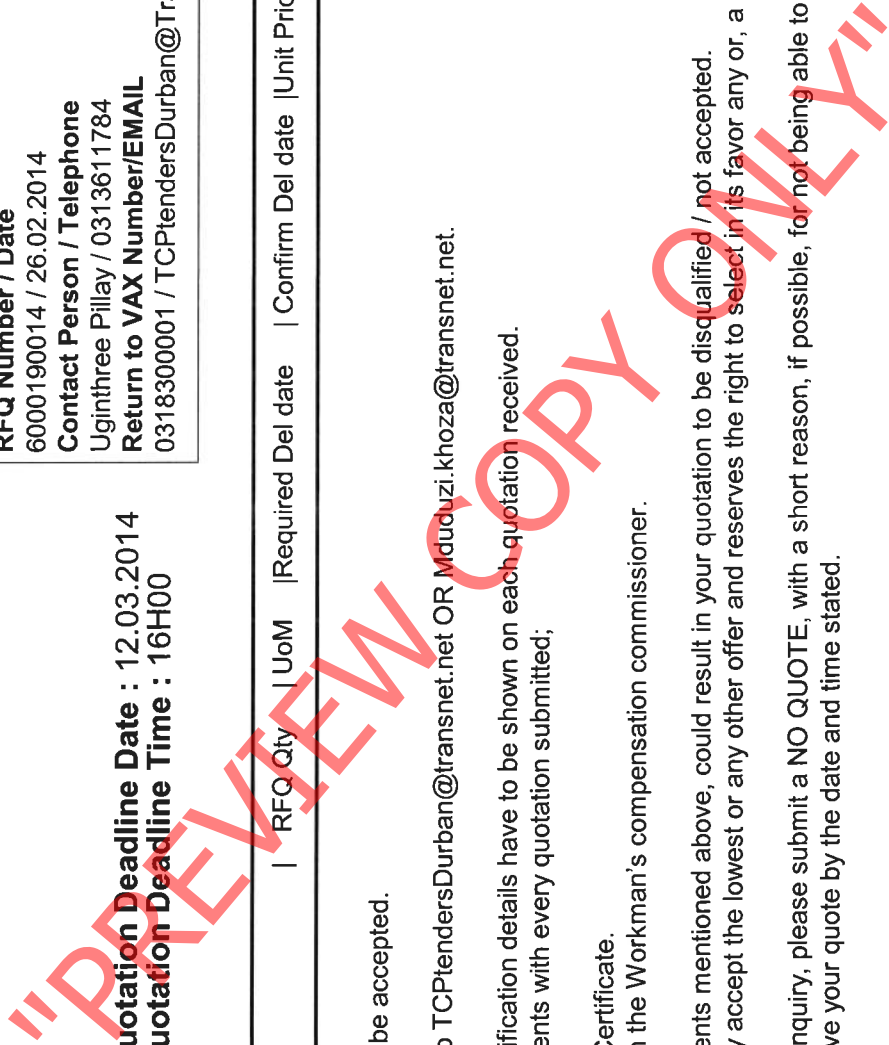 RFQ Number / Date
6000190014 / 26.02.2014
Contact Person / Telephone
Uginthree Pillay / 0313611784
Return to VAX Number/EMAIL
0318300001 / TCPtendersDurban@Tr
uotation Deadline Date : 12.03.2014
uotation Deadline Time : 16H00
| RFQ Qty | UoM |Required Del date | Confirm Del date |Unit Pric
be accepted.
o TCPtendersDurban@transnet.net OR Mduduzi.khoza@transnet.net.
ification details have to be shown on each quotation received.
ents with every quotation submitted;
Certificate.
n the Workman's compensation commissioner.
ents mentioned above, could result in your quotation to be disqualified / not accepted.
y accept the lowest or any other offer and reserves the right to select in its favor any or, a
nquiry, please submit a NO QUOTE, with a short reason, if possible, for not being able to
ve your quote by the date and time stated.
"PREVIEW COPY ONLY"